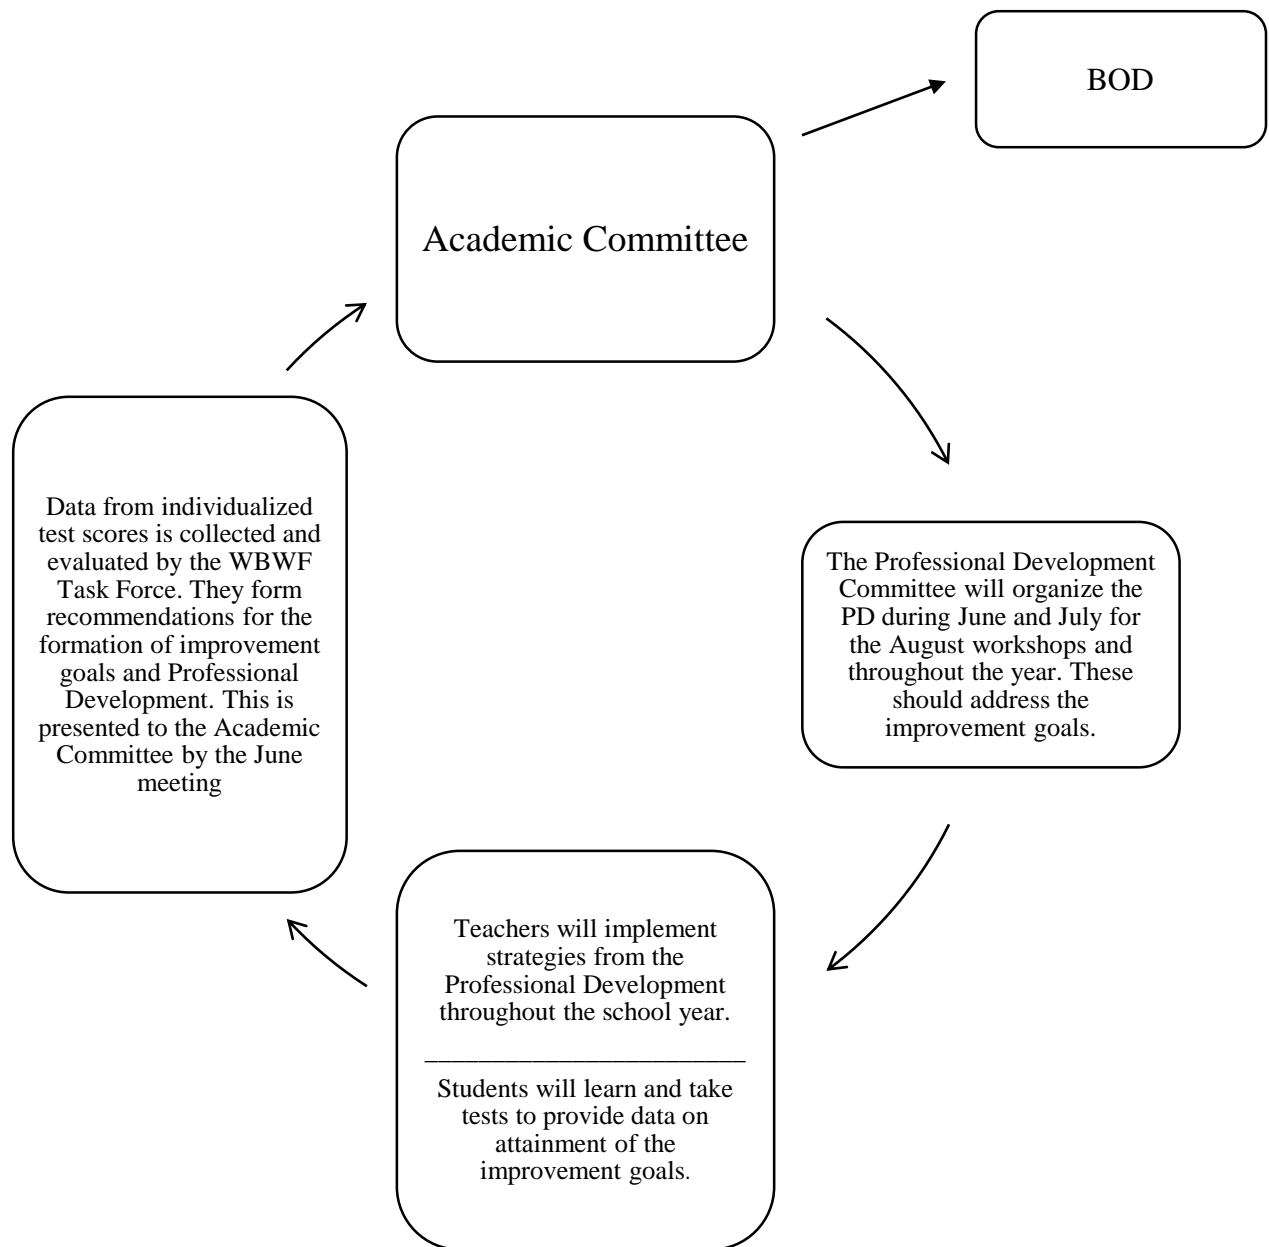 BOD
Academic Committee
The Professional Development
Committee will organize the
PD during June and July for
the August workshops and
throughout the year. These
should address the
improvement goals.
Teachers will implement
strategies from the
Professional Development
throughout the school year.
________________________
Students will learn and take
tests to provide data on
attainment of the
improvement goals.
Data from individualized
test scores is collected and
evaluated by the WBWF
Task Force. They form
recommendations for the
formation of improvement
goals and Professional
Development. This is
presented to the Academic
Committee by the June
meeting